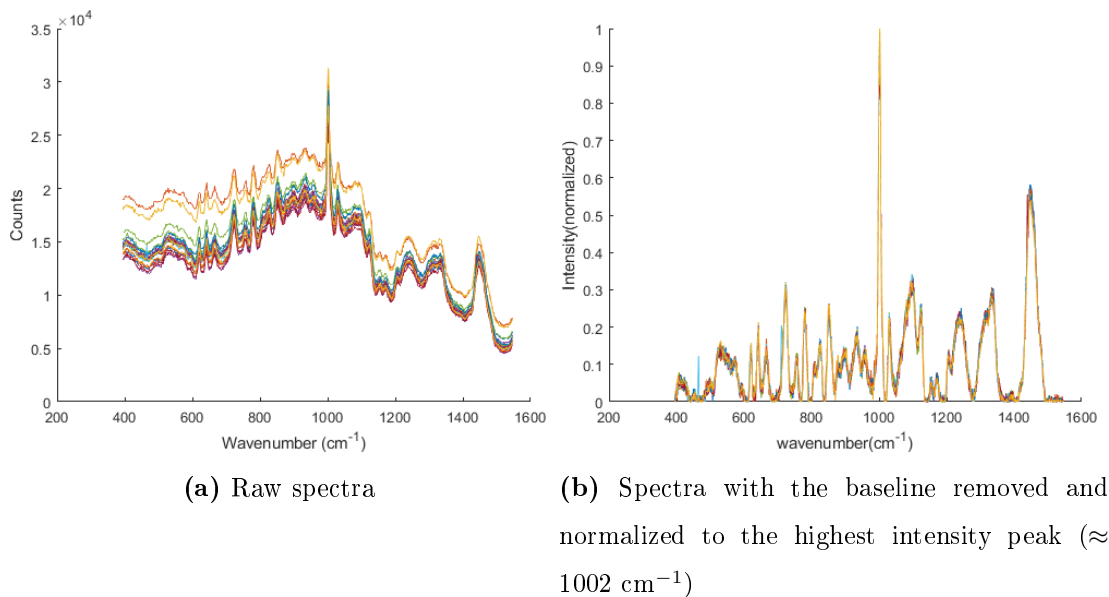 ×10⁴
3.5
3
2.5
2
1.5
1
0.5
0
Counts
200 400 600 800 1000 1200 1400 1600
Wavenumber (cm⁻¹)
1
0.9
0.8
0.7
0.6
0.5
0.4
0.3
0.2
0.1
0
Intensity(normalized)
200 400 600 800 1000 1200 1400 1600
wavenumber(cm⁻¹)
(a) Raw spectra
(b) Spectra with the baseline removed and
normalized to the highest intensity peak (≈
1002 cm⁻¹)